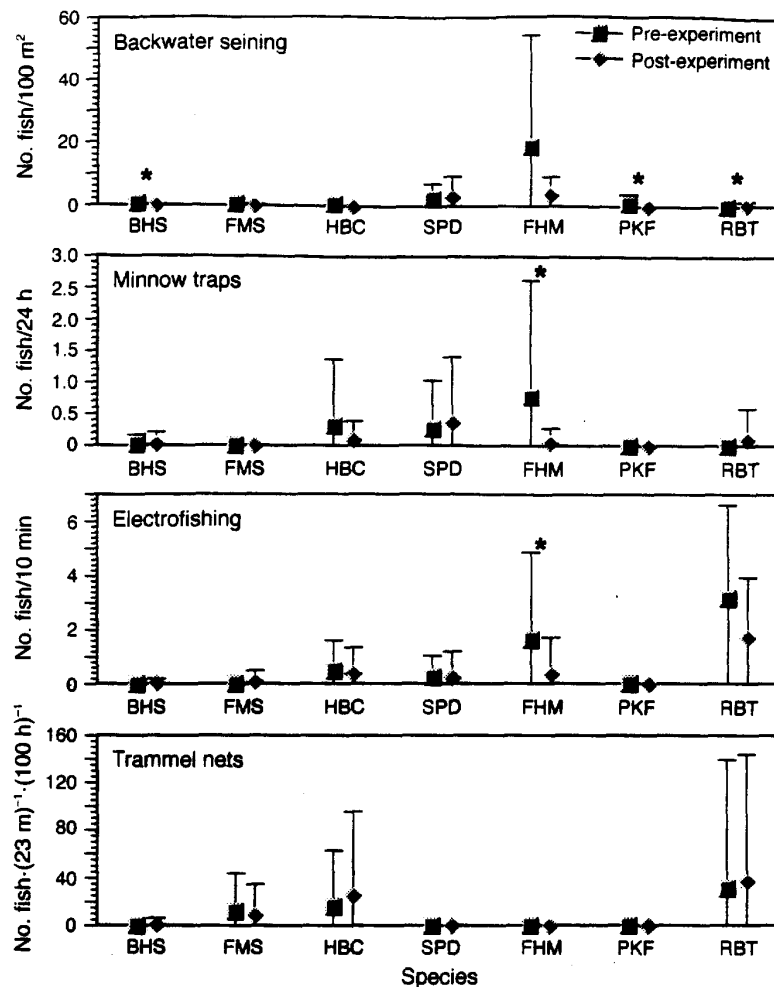 60
40
20
0
No. fish/100 m²
Backwater seining
Pre-experiment
Post-experiment
* * *
BHS FMS HBC SPD FHM PKF RBT
3.0
2.5
2.0
1.5
1.0
0.5
0
No. fish/24 h
Minnow traps
*
BHS FMS HBC SPD FHM PKF RBT
6
4
2
0
No. fish/10 min
Electrofishing
*
BHS FMS HBC SPD FHM PKF RBT
160
120
80
40
0
No. fish·(23 m)⁻¹·(100 h)⁻¹
Trammel nets
BHS FMS HBC SPD FHM PKF RBT
Species